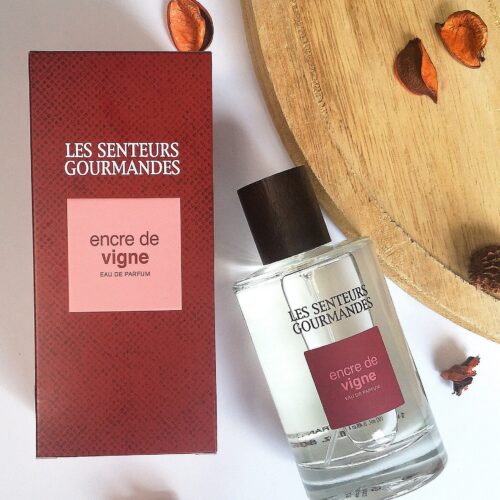 LES SENTEURS
GOURMANDES
encre de
vigne
EAU DE PARFUM
LES SENTEURS
GOURMANDES
encre de
vigne
EAU DE PARFUM